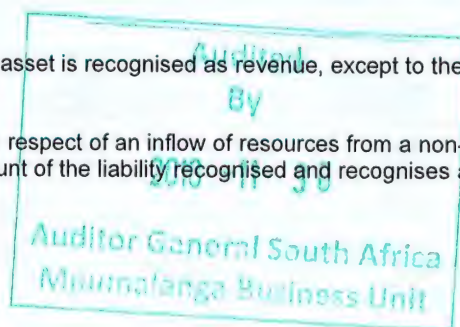 Audited
asset is recognised as revenue, except to the
By
respect of an inflow of resources from a non-
unt of the liability recognised and recognises
11 30
Auditor General South Africa
Mpumalanga Business Unit